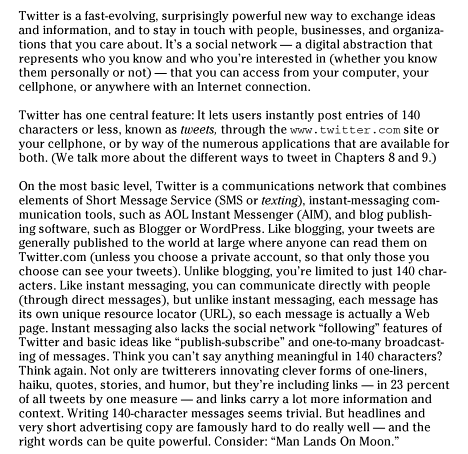 Twitter is a fast-evolving, surprisingly powerful new way to exchange ideas
and information, and to stay in touch with people, businesses, and organiza-
tions that you care about. It's a social network — a digital abstraction that
represents who you know and who you're interested in (whether you know
them personally or not) — that you can access from your computer, your
cellphone, or anywhere with an Internet connection.
Twitter has one central feature: It lets users instantly post entries of 140
characters or less, known as tweets, through the www.twitter.com site or
your cellphone, or by way of the numerous applications that are available for
both. (We talk more about the different ways to tweet in Chapters 8 and 9.)
On the most basic level, Twitter is a communications network that combines
elements of Short Message Service (SMS or texting), instant-messaging com-
munication tools, such as AOL Instant Messenger (AIM), and blog publish-
ing software, such as Blogger or WordPress. Like blogging, your tweets are
generally published to the world at large where anyone can read them on
Twitter.com (unless you choose a private account, so that only those you
choose can see your tweets). Unlike blogging, you're limited to just 140 char-
acters. Like instant messaging, you can communicate directly with people
(through direct messages), but unlike instant messaging, each message has
its own unique resource locator (URL), so each message is actually a Web
page. Instant messaging also lacks the social network “following” features of
Twitter and basic ideas like “publish-subscribe” and one-to-many broadcast-
ing of messages. Think you can't say anything meaningful in 140 characters?
Think again. Not only are twitterers innovating clever forms of one-liners,
haiku, quotes, stories, and humor, but they're including links — in 23 percent
of all tweets by one measure — and links carry a lot more information and
context. Writing 140-character messages seems trivial. But headlines and
very short advertising copy are famously hard to do really well — and the
right words can be quite powerful. Consider: “Man Lands On Moon.”